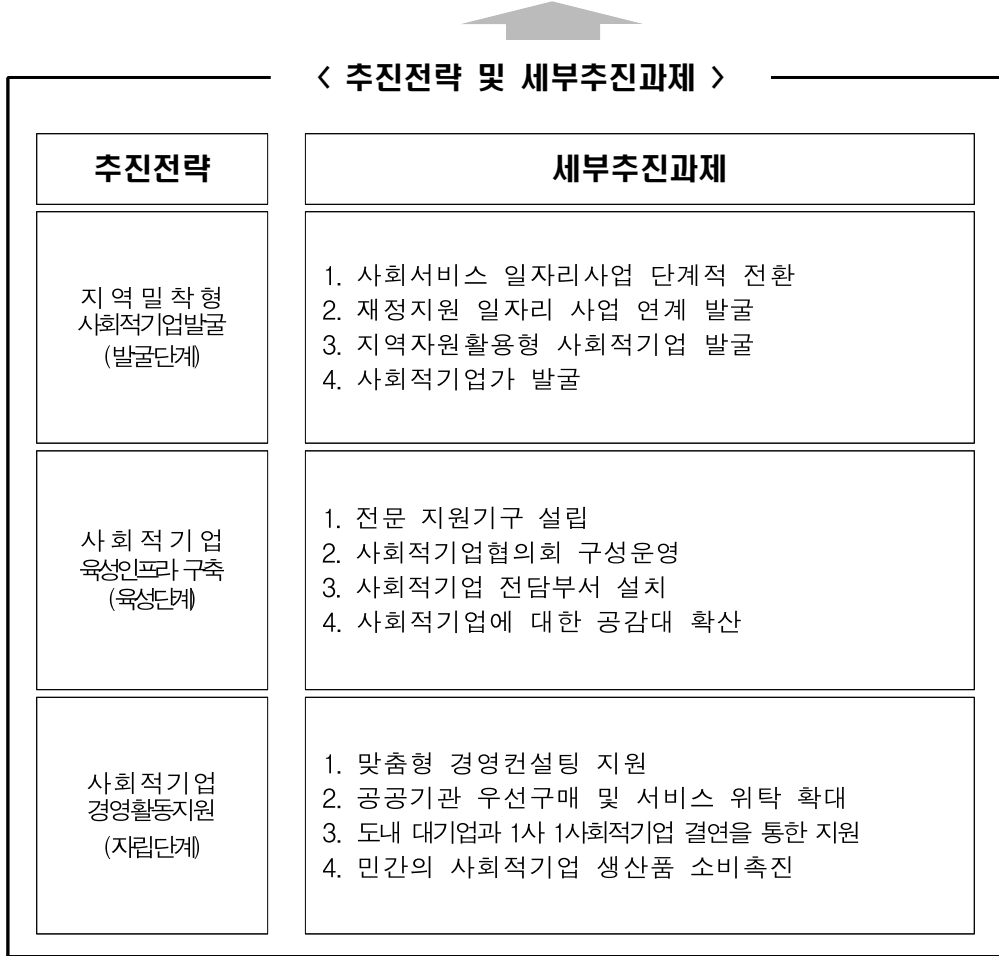 < 추진전략 및 세부추진과제 >
추진전략
세부추진과제
지역밀착형
사회적기업발굴
(발굴단계)
1. 사회서비스 일자리사업 단계적 전환
2. 재정지원 일자리 사업 연계 발굴
3. 지역자원활용형 사회적기업 발굴
4. 사회적기업가 발굴
사회적기업
육성인프라 구축
(육성단계)
1. 전문 지원기구 설립
2. 사회적기업협의회 구성운영
3. 사회적기업 전담부서 설치
4. 사회적기업에 대한 공감대 확산
사회적기업
경영활동지원
(자립단계)
1. 맞춤형 경영컨설팅 지원
2. 공공기관 우선구매 및 서비스 위탁 확대
3. 도내 대기업과 1사 1사회적기업 결연을 통한 지원
4. 민간의 사회적기업 생산품 소비촉진